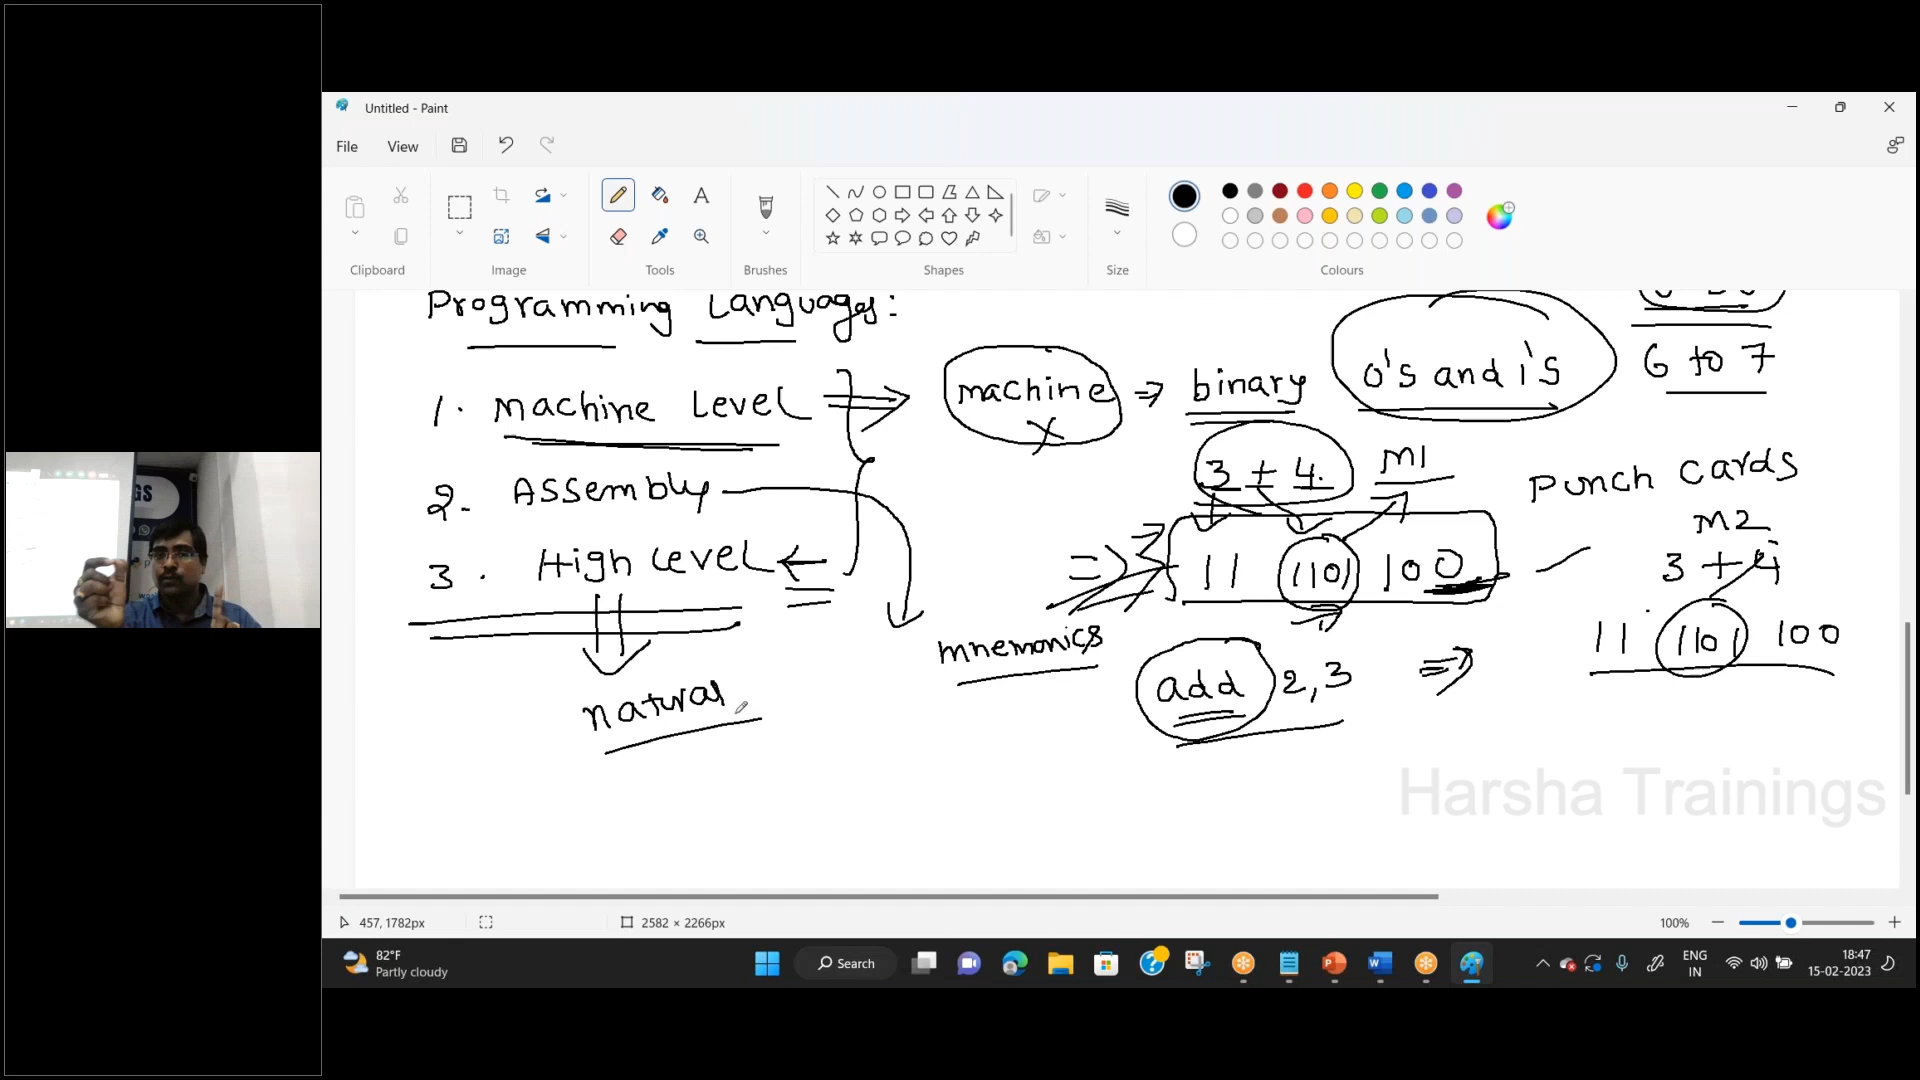 Untitled - Paint
File View
Clipboard Image Tools Brushes Shapes Size Colours
Programming Languages:
1. Machine Level => machine => binary 0's and 1's 6 to 7
x
3 + 4. M1 Punch cards
2. Assembly
M2
3 . High Level 11 1101 100 3 + 4
mnemonics 11 1101 100
add 2,3 =>
natural
Harsha Trainings
GS
457, 1782px 2582 × 2266px 100%
82°F
Partly cloudy
Search
ENG
IN
18:47
15-02-2023